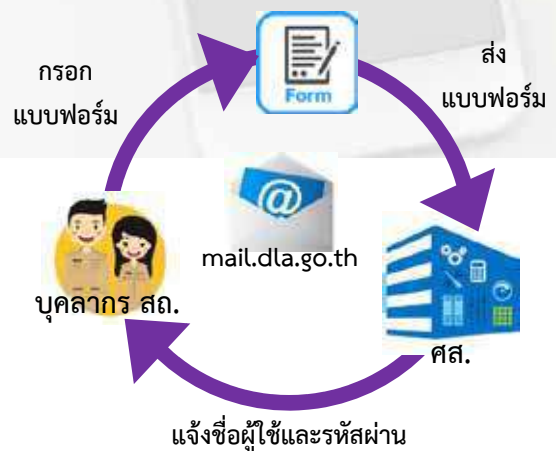 กรอก
แบบฟอร์ม
Form
ส่ง
แบบฟอร์ม
@
mail.dla.go.th
บุคลากร สถ.
ศส.
แจ้งชื่อผู้ใช้และรหัสผ่าน